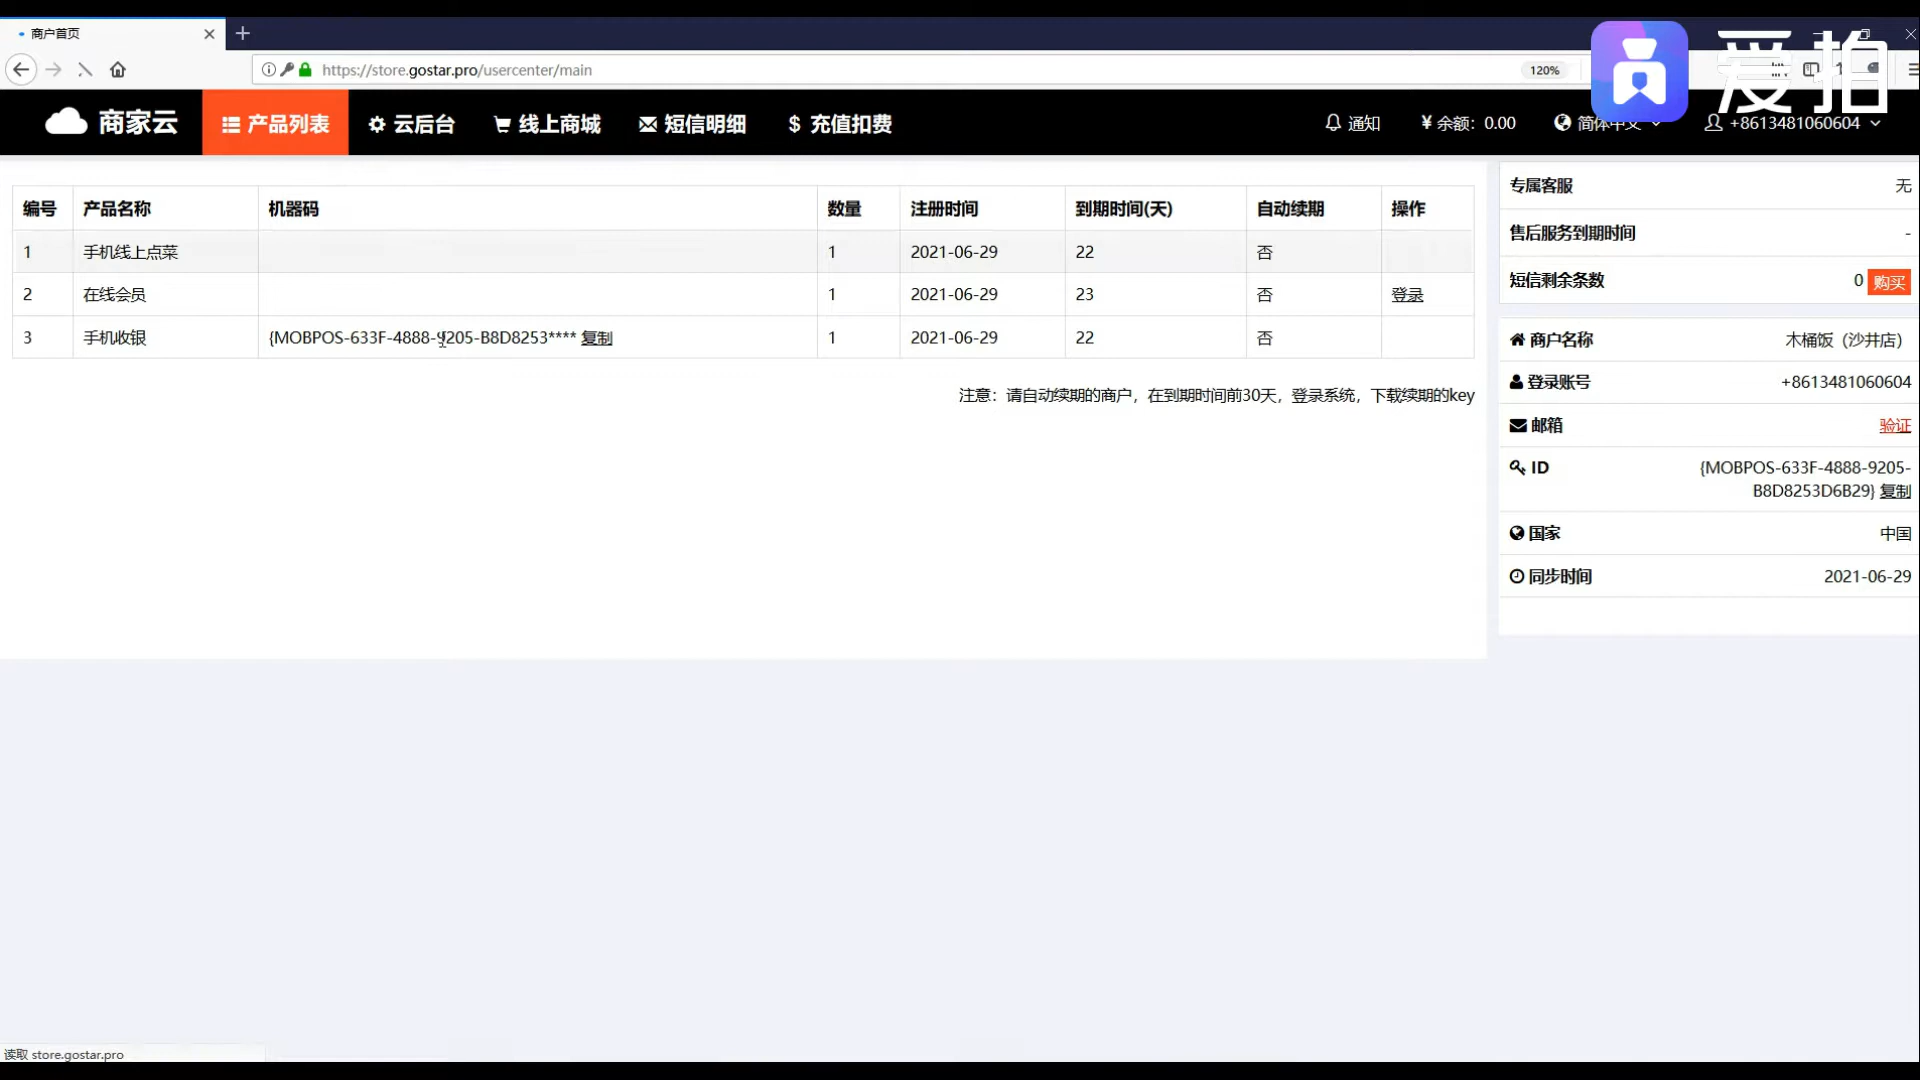 商户首页
https://store.gostar.pro/usercenter/main
120%
爱拍
商家云
产品列表
云后台
线上商城
短信明细
$ 充值扣费
通知
¥ 余额: 0.00
简体中文
+8613481060604
编号 产品名称 机器码 数量 注册时间 到期时间(天) 自动续期 操作
1 手机线上点菜 1 2021-06-29 22 否
2 在线会员 1 2021-06-29 23 否 登录
3 手机收银 {MOBPOS-633F-4888-9205-B8D8253**** 复制 1 2021-06-29 22 否
注意：请自动续期的商户，在到期时间前30天，登录系统，下载续期的key
专属客服 无
售后服务到期时间 -
短信剩余条数 0 购买
商户名称 木桶饭（沙井店）
登录账号 +8613481060604
邮箱 验证
ID {MOBPOS-633F-4888-9205-
B8D8253D6B29} 复制
国家 中国
同步时间 2021-06-29
读取 store.gostar.pro